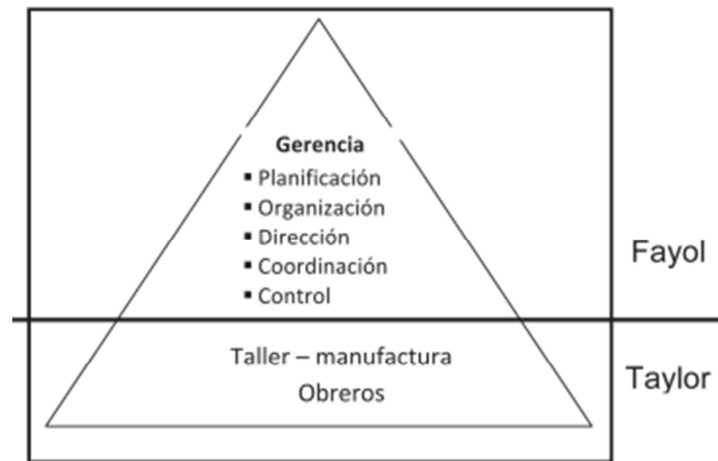 Gerencia
▪ Planificación
▪ Organización
▪ Dirección
▪ Coordinación
▪ Control
Fayol
Taller – manufactura
Obreros
Taylor